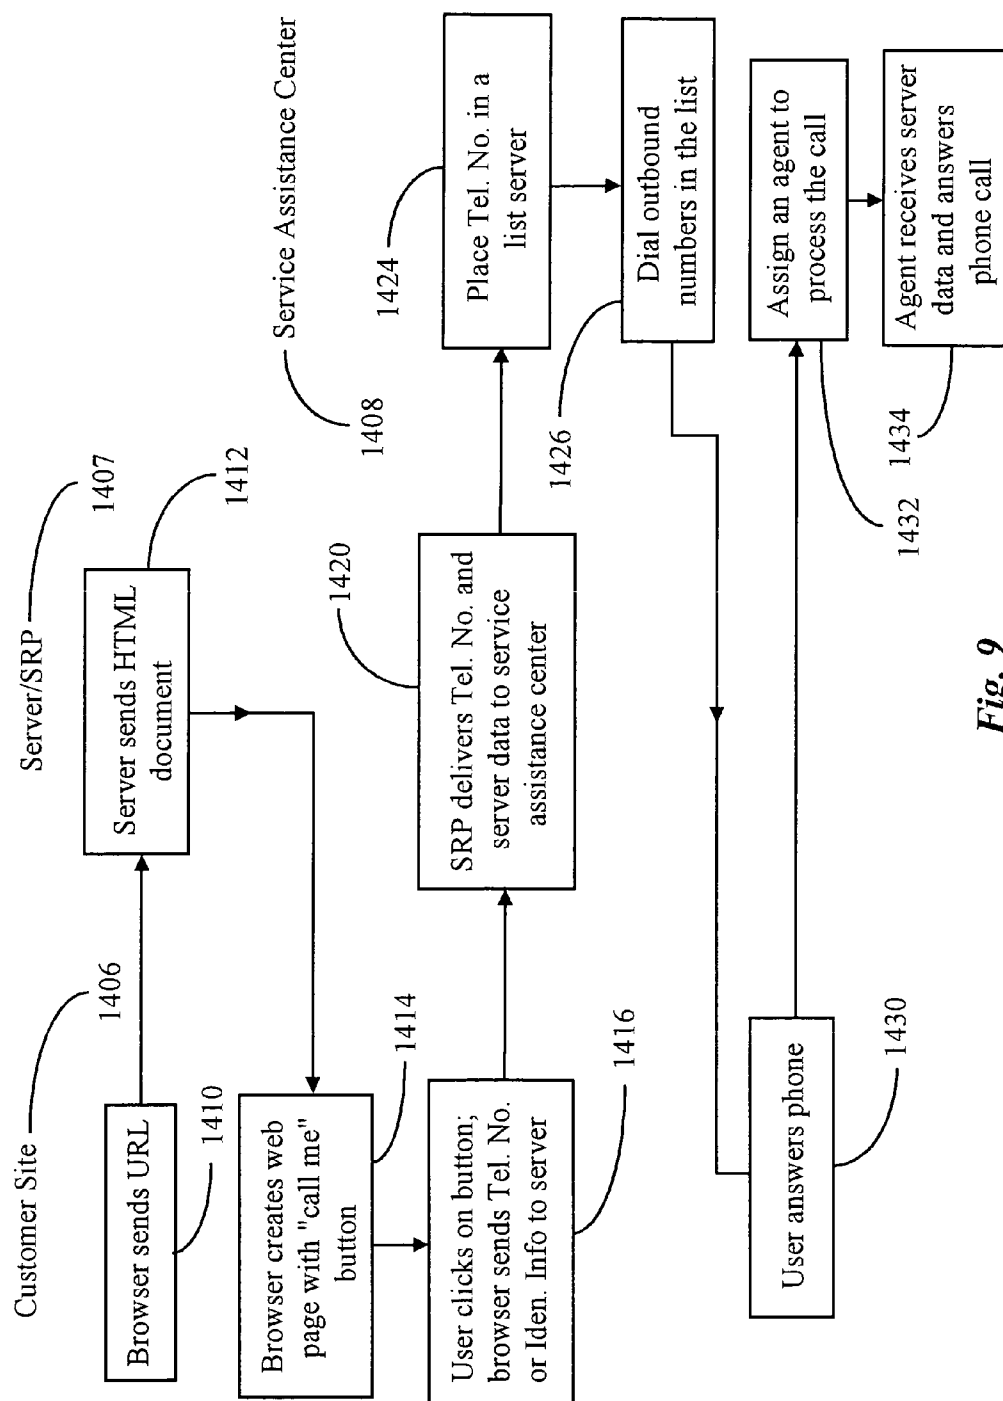 Customer Site
1406
Server/SRP
1407
Service Assistance Center
1408
Browser sends URL
1410
Server sends HTML
document
1412
Browser creates web
page with "call me"
button
1414
User clicks on button;
browser sends Tel. No.
or Iden. Info to server
1416
SRP delivers Tel. No. and
server data to service
assistance center
1420
Place Tel. No. in a
list server
1424
Dial outbound
numbers in the list
1426
User answers phone
1430
Assign an agent to
process the call
1432
Agent receives server
data and answers
phone call
1434
Fig. 9